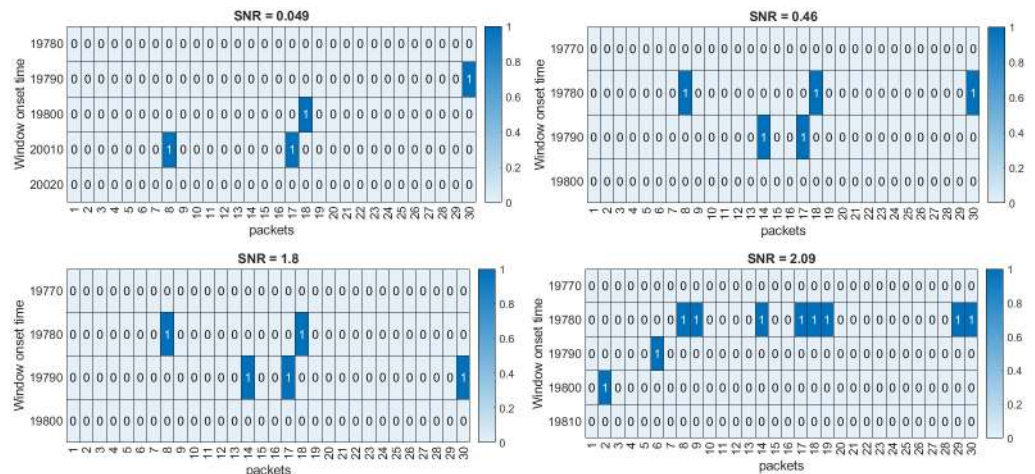 SNR = 0.049
Window onset time
19780 0 0 0 0 0 0 0 0 0 0 0 0 0 0 0 0 0 0 0 0 0 0 0 0 0 0 0 0 0 0
19790 0 0 0 0 0 0 0 0 0 0 0 0 0 0 0 0 0 0 0 0 0 0 0 0 0 0 0 0 0 1
19800 0 0 0 0 0 0 0 0 0 0 0 0 0 0 0 0 0 1 0 0 0 0 0 0 0 0 0 0 0 0
20010 0 0 0 0 0 0 0 1 0 0 0 0 0 0 0 0 1 0 0 0 0 0 0 0 0 0 0 0 0 0
20020 0 0 0 0 0 0 0 0 0 0 0 0 0 0 0 0 0 0 0 0 0 0 0 0 0 0 0 0 0 0
1 2 3 4 5 6 7 8 9 10 11 12 13 14 15 16 17 18 19 20 21 22 23 24 25 26 27 28 29 30
packets
1
0.8
0.6
0.4
0.2
0
SNR = 0.46
Window onset time
19770 0 0 0 0 0 0 0 0 0 0 0 0 0 0 0 0 0 0 0 0 0 0 0 0 0 0 0 0 0 0
19780 0 0 0 0 0 0 0 1 0 0 0 0 0 0 0 0 0 1 0 0 0 0 0 0 0 0 0 0 0 1
19790 0 0 0 0 0 0 0 0 0 0 0 0 0 1 0 0 1 0 0 0 0 0 0 0 0 0 0 0 0 0
19800 0 0 0 0 0 0 0 0 0 0 0 0 0 0 0 0 0 0 0 0 0 0 0 0 0 0 0 0 0 0
1 2 3 4 5 6 7 8 9 10 11 12 13 14 15 16 17 18 19 20 21 22 23 24 25 26 27 28 29 30
packets
1
0.8
0.6
0.4
0.2
0
SNR = 1.8
Window onset time
19770 0 0 0 0 0 0 0 0 0 0 0 0 0 0 0 0 0 0 0 0 0 0 0 0 0 0 0 0 0 0
19780 0 0 0 0 0 0 0 1 0 0 0 0 0 0 0 0 0 1 0 0 0 0 0 0 0 0 0 0 0 0
19790 0 0 0 0 0 0 0 0 0 0 0 0 0 1 0 0 1 0 0 0 0 0 0 0 0 0 0 0 0 1
19800 0 0 0 0 0 0 0 0 0 0 0 0 0 0 0 0 0 0 0 0 0 0 0 0 0 0 0 0 0 0
1 2 3 4 5 6 7 8 9 10 11 12 13 14 15 16 17 18 19 20 21 22 23 24 25 26 27 28 29 30
packets
1
0.8
0.6
0.4
0.2
0
SNR = 2.09
Window onset time
19770 0 0 0 0 0 0 0 0 0 0 0 0 0 0 0 0 0 0 0 0 0 0 0 0 0 0 0 0 0 0
19780 0 0 0 0 0 0 0 1 1 0 0 0 0 1 0 0 1 1 1 0 0 0 0 0 0 0 0 0 1 1
19790 0 0 0 0 0 1 0 0 0 0 0 0 0 0 0 0 0 0 0 0 0 0 0 0 0 0 0 0 0 0
19800 0 1 0 0 0 0 0 0 0 0 0 0 0 0 0 0 0 0 0 0 0 0 0 0 0 0 0 0 0 0
19810 0 0 0 0 0 0 0 0 0 0 0 0 0 0 0 0 0 0 0 0 0 0 0 0 0 0 0 0 0 0
1 2 3 4 5 6 7 8 9 10 11 12 13 14 15 16 17 18 19 20 21 22 23 24 25 26 27 28 29 30
packets
1
0.8
0.6
0.4
0.2
0